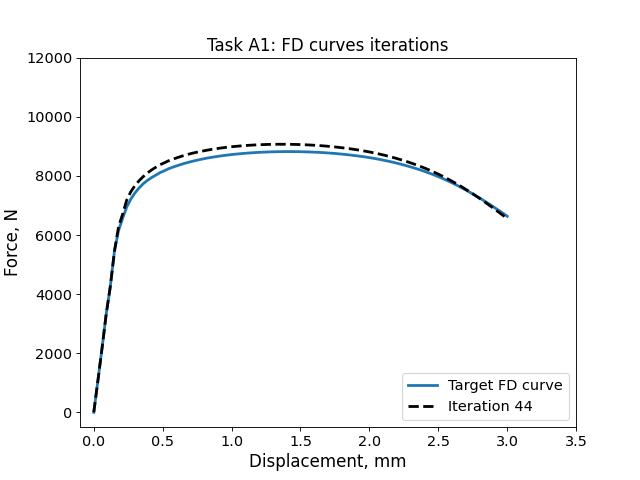 Task A1: FD curves iterations
12000
10000
8000
6000
4000
2000
0
Force, N
Target FD curve
Iteration 44
0.0 0.5 1.0 1.5 2.0 2.5 3.0 3.5
Displacement, mm